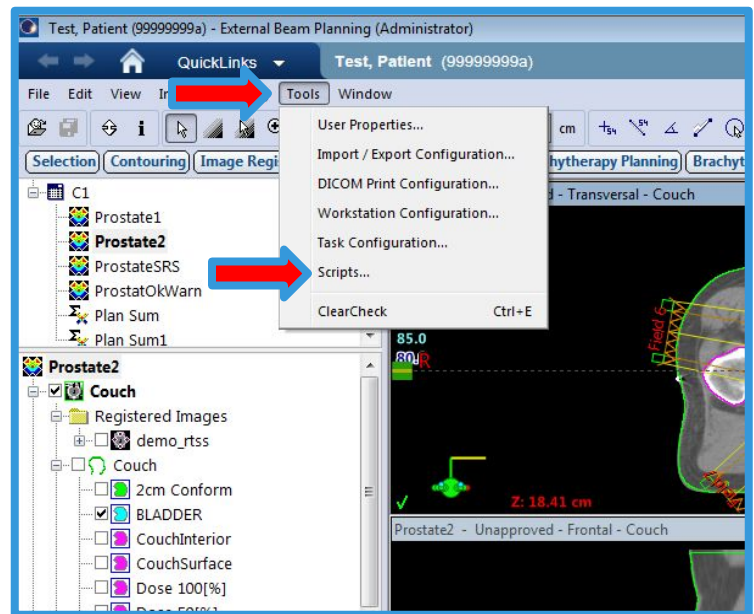 Test, Patient (99999999a) - External Beam Planning (Administrator)
QuickLinks Test, Patient (99999999a)
File Edit View Tools Window
cm
Selection Contouring Image Regi hytherapy Planning Brachyt
C1
Prostate1
Prostate2
ProstateSRS
ProstatOkWarn
Plan Sum
Plan Sum1
User Properties...
Import / Export Configuration...
DICOM Print Configuration...
Workstation Configuration...
Task Configuration...
Scripts...
ClearCheck Ctrl+E
- Transversal - Couch
Field 6
85.0
80.
R
Z: 18.41 cm
Prostate2
Couch
Registered Images
demo_rtss
Couch
2cm Conform
BLADDER
CouchInterior
CouchSurface
Dose 100[%]
Prostate2 - Unapproved - Frontal - Couch